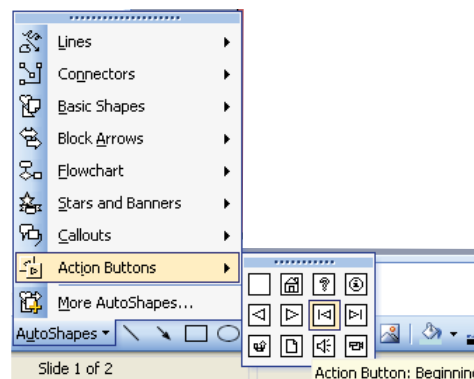 Lines
Connectors
Basic Shapes
Block Arrows
Flowchart
Stars and Banners
Callouts
Action Buttons
More AutoShapes...
AutoShapes
Slide 1 of 2
Action Button: Beginning